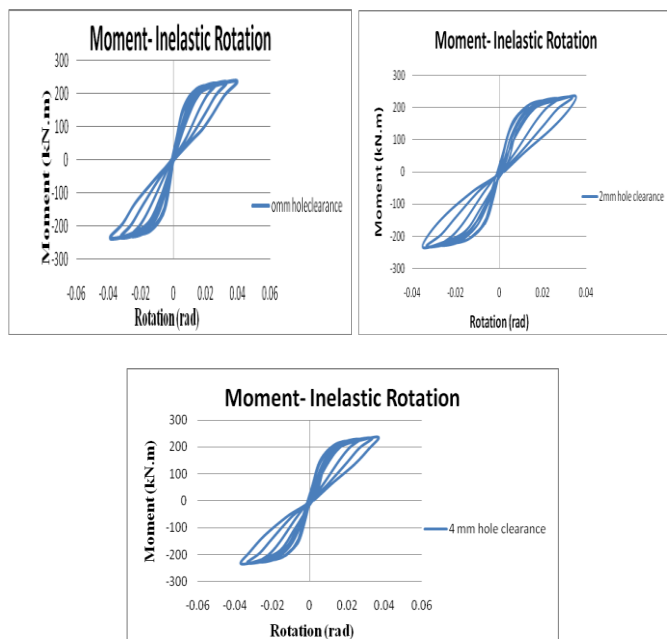 Moment- Inelastic Rotation
300
200
100
0
-100
-200
-300
-0.06 -0.04 -0.02 0 0.02 0.04 0.06
Moment (kN.m)
Rotation (rad)
omm holeclearance
Moment- Inelastic Rotation
300
200
100
0
-100
-200
-300
-0.04 -0.02 0 0.02 0.04
Moment (kN.m)
Rotation (rad)
2mm hole clearance
Moment- Inelastic Rotation
300
200
100
0
-100
-200
-300
-0.06 -0.04 -0.02 0 0.02 0.04 0.06
Moment (kN.m)
Rotation (rad)
4 mm hole clearance